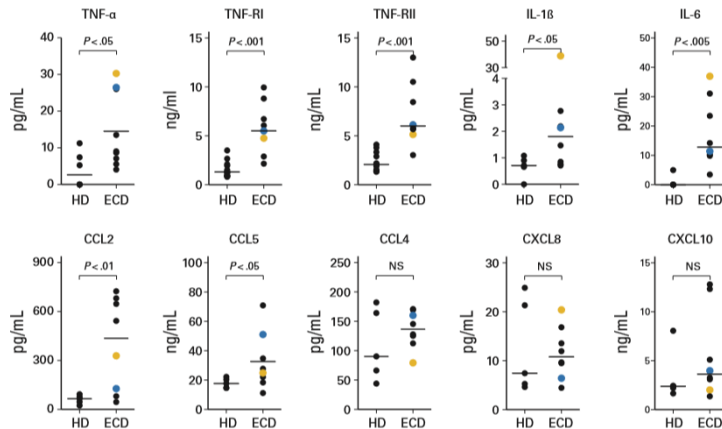 TNF-α
P<.05
pg/mL
40
30
20
10
0
HD ECD
TNF-RI
P<.001
ng/ml
15
10
5
0
HD ECD
TNF-RII
P<.001
ng/ml
15
10
5
0
HD ECD
IL-1ß
P<.05
pg/mL
50
30
4
3
2
1
0
HD ECD
IL-6
P<.005
pg/mL
50
40
30
20
10
0
HD ECD
CCL2
P<.01
pg/mL
900
600
300
0
HD ECD
CCL5
P<.05
ng/mL
100
80
60
40
20
0
HD ECD
CCL4
NS
pg/mL
250
200
150
100
50
0
HD ECD
CXCL8
NS
pg/mL
30
20
10
0
HD ECD
CXCL10
NS
ng/mL
15
10
5
0
HD ECD